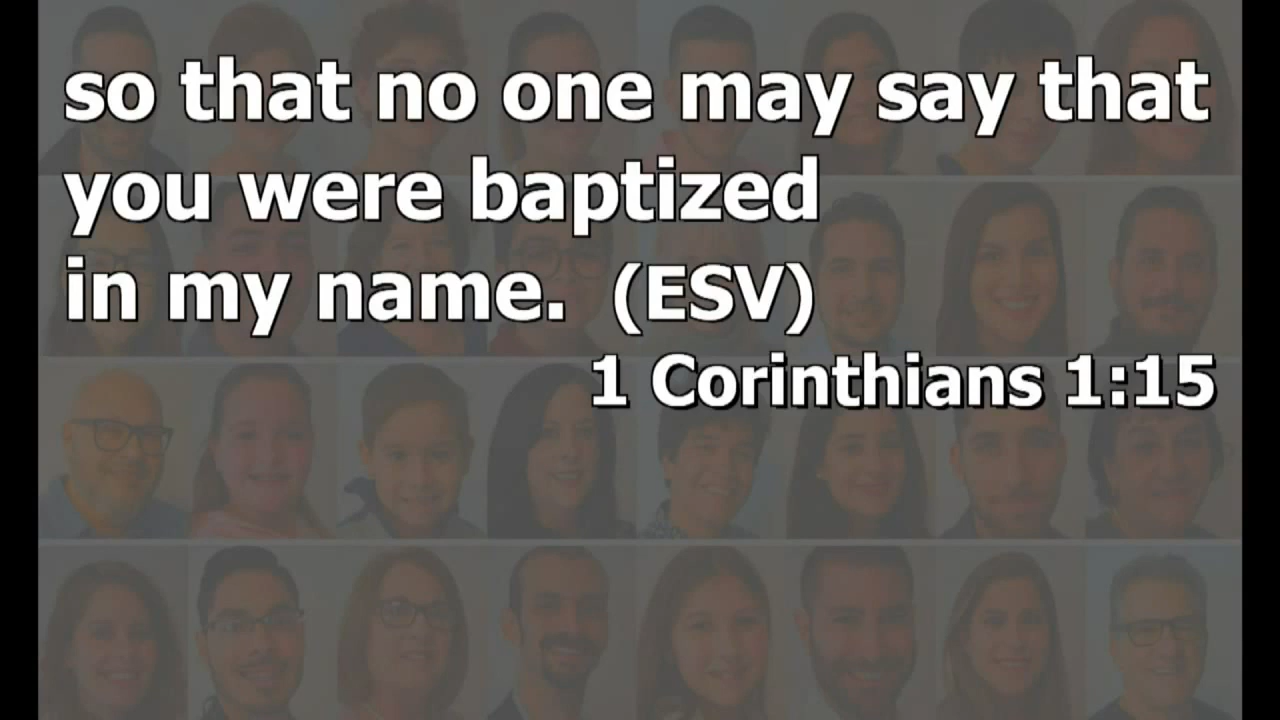 so that no one may say that
you were baptized
in my name.  (ESV)
1 Corinthians 1:15